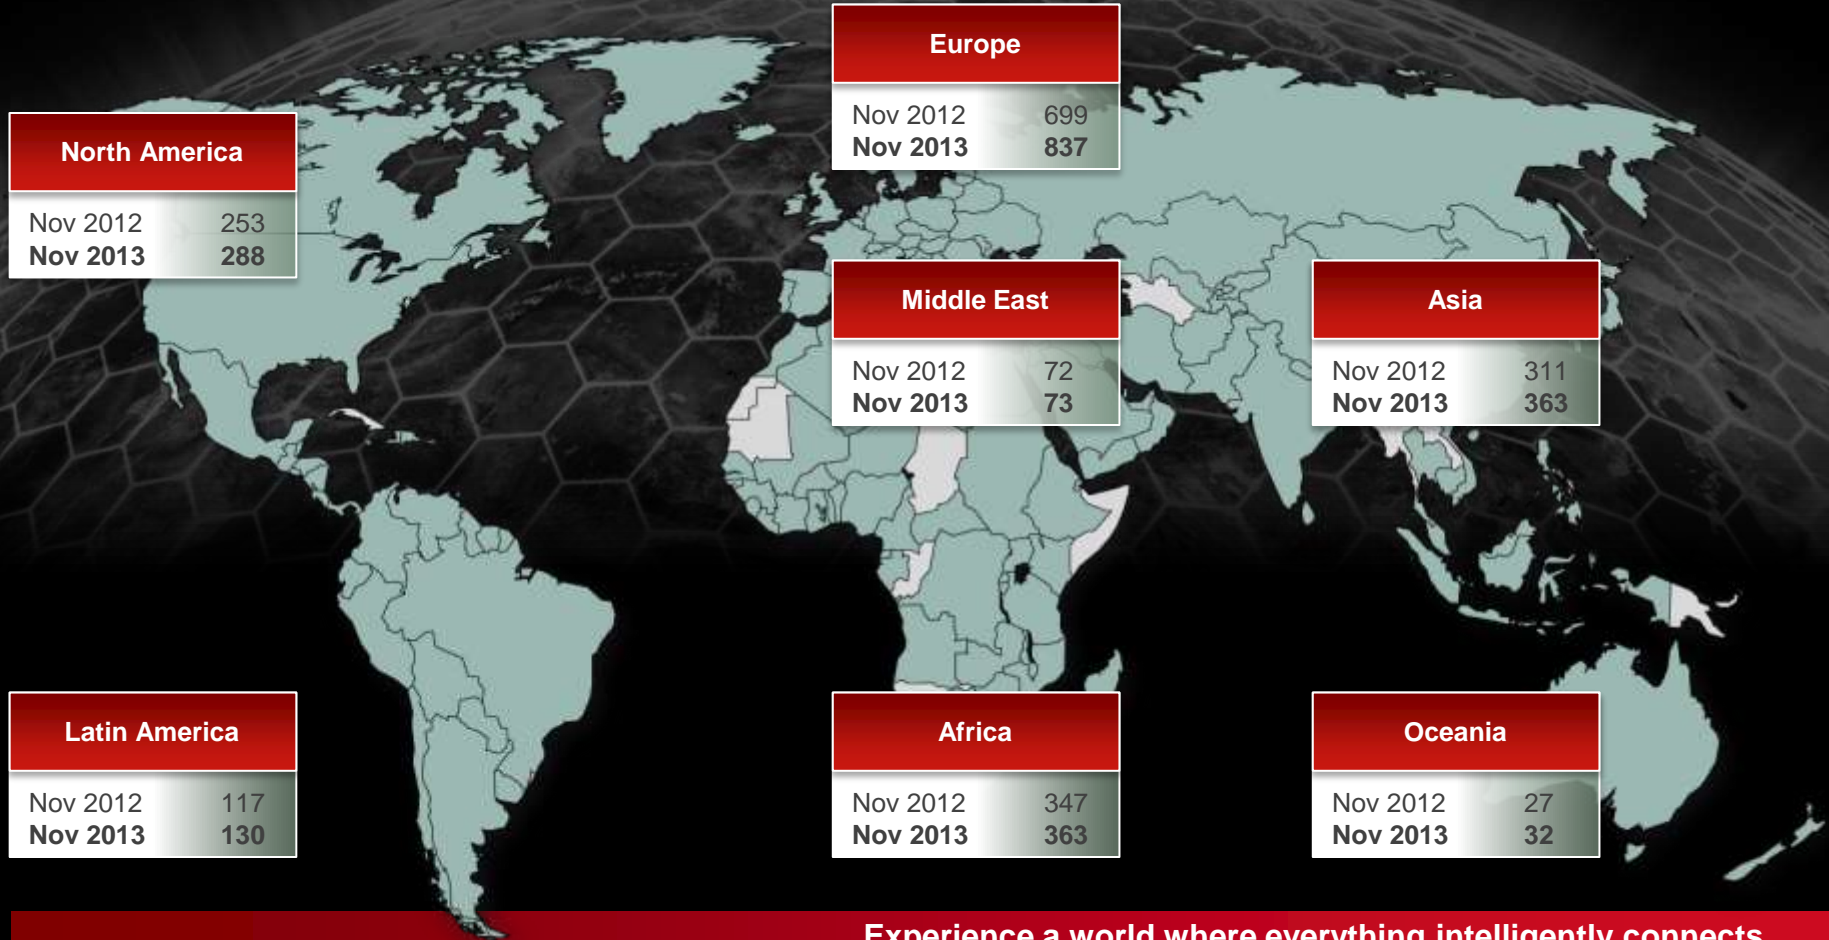 Europe
Nov 2012 699
Nov 2013 837
North America
Nov 2012 253
Nov 2013 288
Middle East
Nov 2012 72
Nov 2013 73
Asia
Nov 2012 311
Nov 2013 363
Latin America
Nov 2012 117
Nov 2013 130
Africa
Nov 2012 347
Nov 2013 363
Oceania
Nov 2012 27
Nov 2013 32
Experience a world where everything intelligently connects